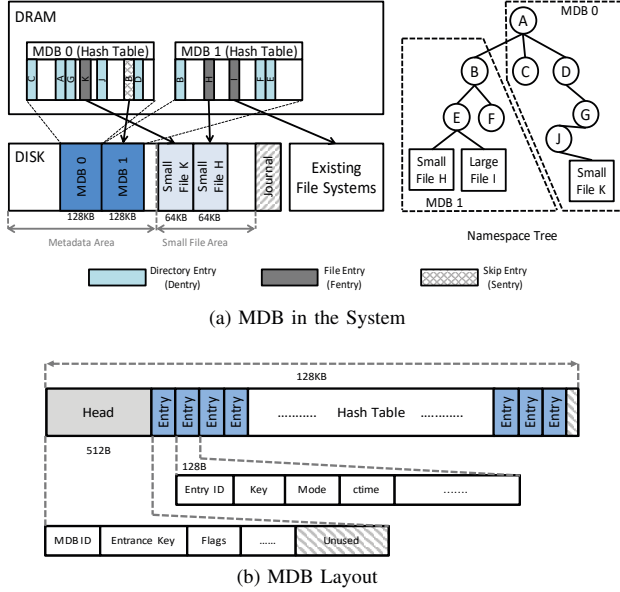 DRAM
MDB 0 (Hash Table)
C
A
G
K
J
B
D
MDB 1 (Hash Table)
B
H
I
F
E
DISK
MDB 0
MDB 1
Small
File K
Small
File H
Journal
Existing
File Systems
128KB
128KB
64KB
64KB
Metadata Area
Small File Area
MDB 0
A
B
C
D
E
F
G
J
Small
File H
Large
File I
Small
File K
MDB 1
Namespace Tree
Directory Entry
(Dentry)
File Entry
(Fentry)
Skip Entry
(Sentry)
(a) MDB in the System
128KB
Head
Entry
Entry
Entry
Entry
........... Hash Table ...........
Entry
Entry
Entry
512B
128B
Entry ID
Key
Mode
ctime
.......
MDB ID
Entrance Key
Flags
......
Unused
(b) MDB Layout